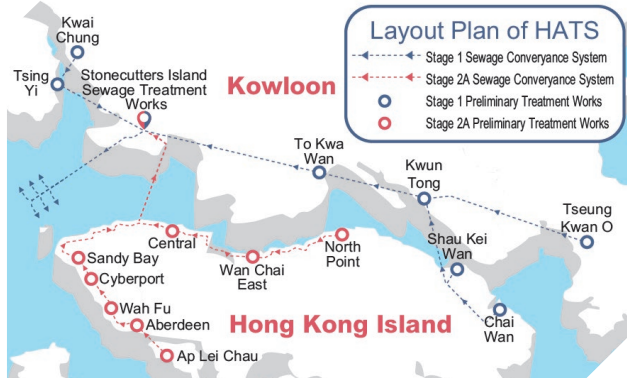 Layout Plan of HATS
Stage 1 Sewage Converyance System
Stage 2A Sewage Converyance System
Stage 1 Preliminary Treatment Works
Stage 2A Preliminary Treatment Works
Kwai
Chung
Tsing
Yi
Stonecutters Island
Sewage Treatment
Works
Kowloon
To Kwa
Wan
Kwun
Tong
Tseung
Kwan O
Shau Kei
Wan
Chai
Wan
Central
Wan Chai
East
North
Point
Sandy Bay
Cyberport
Wah Fu
Aberdeen
Ap Lei Chau
Hong Kong Island